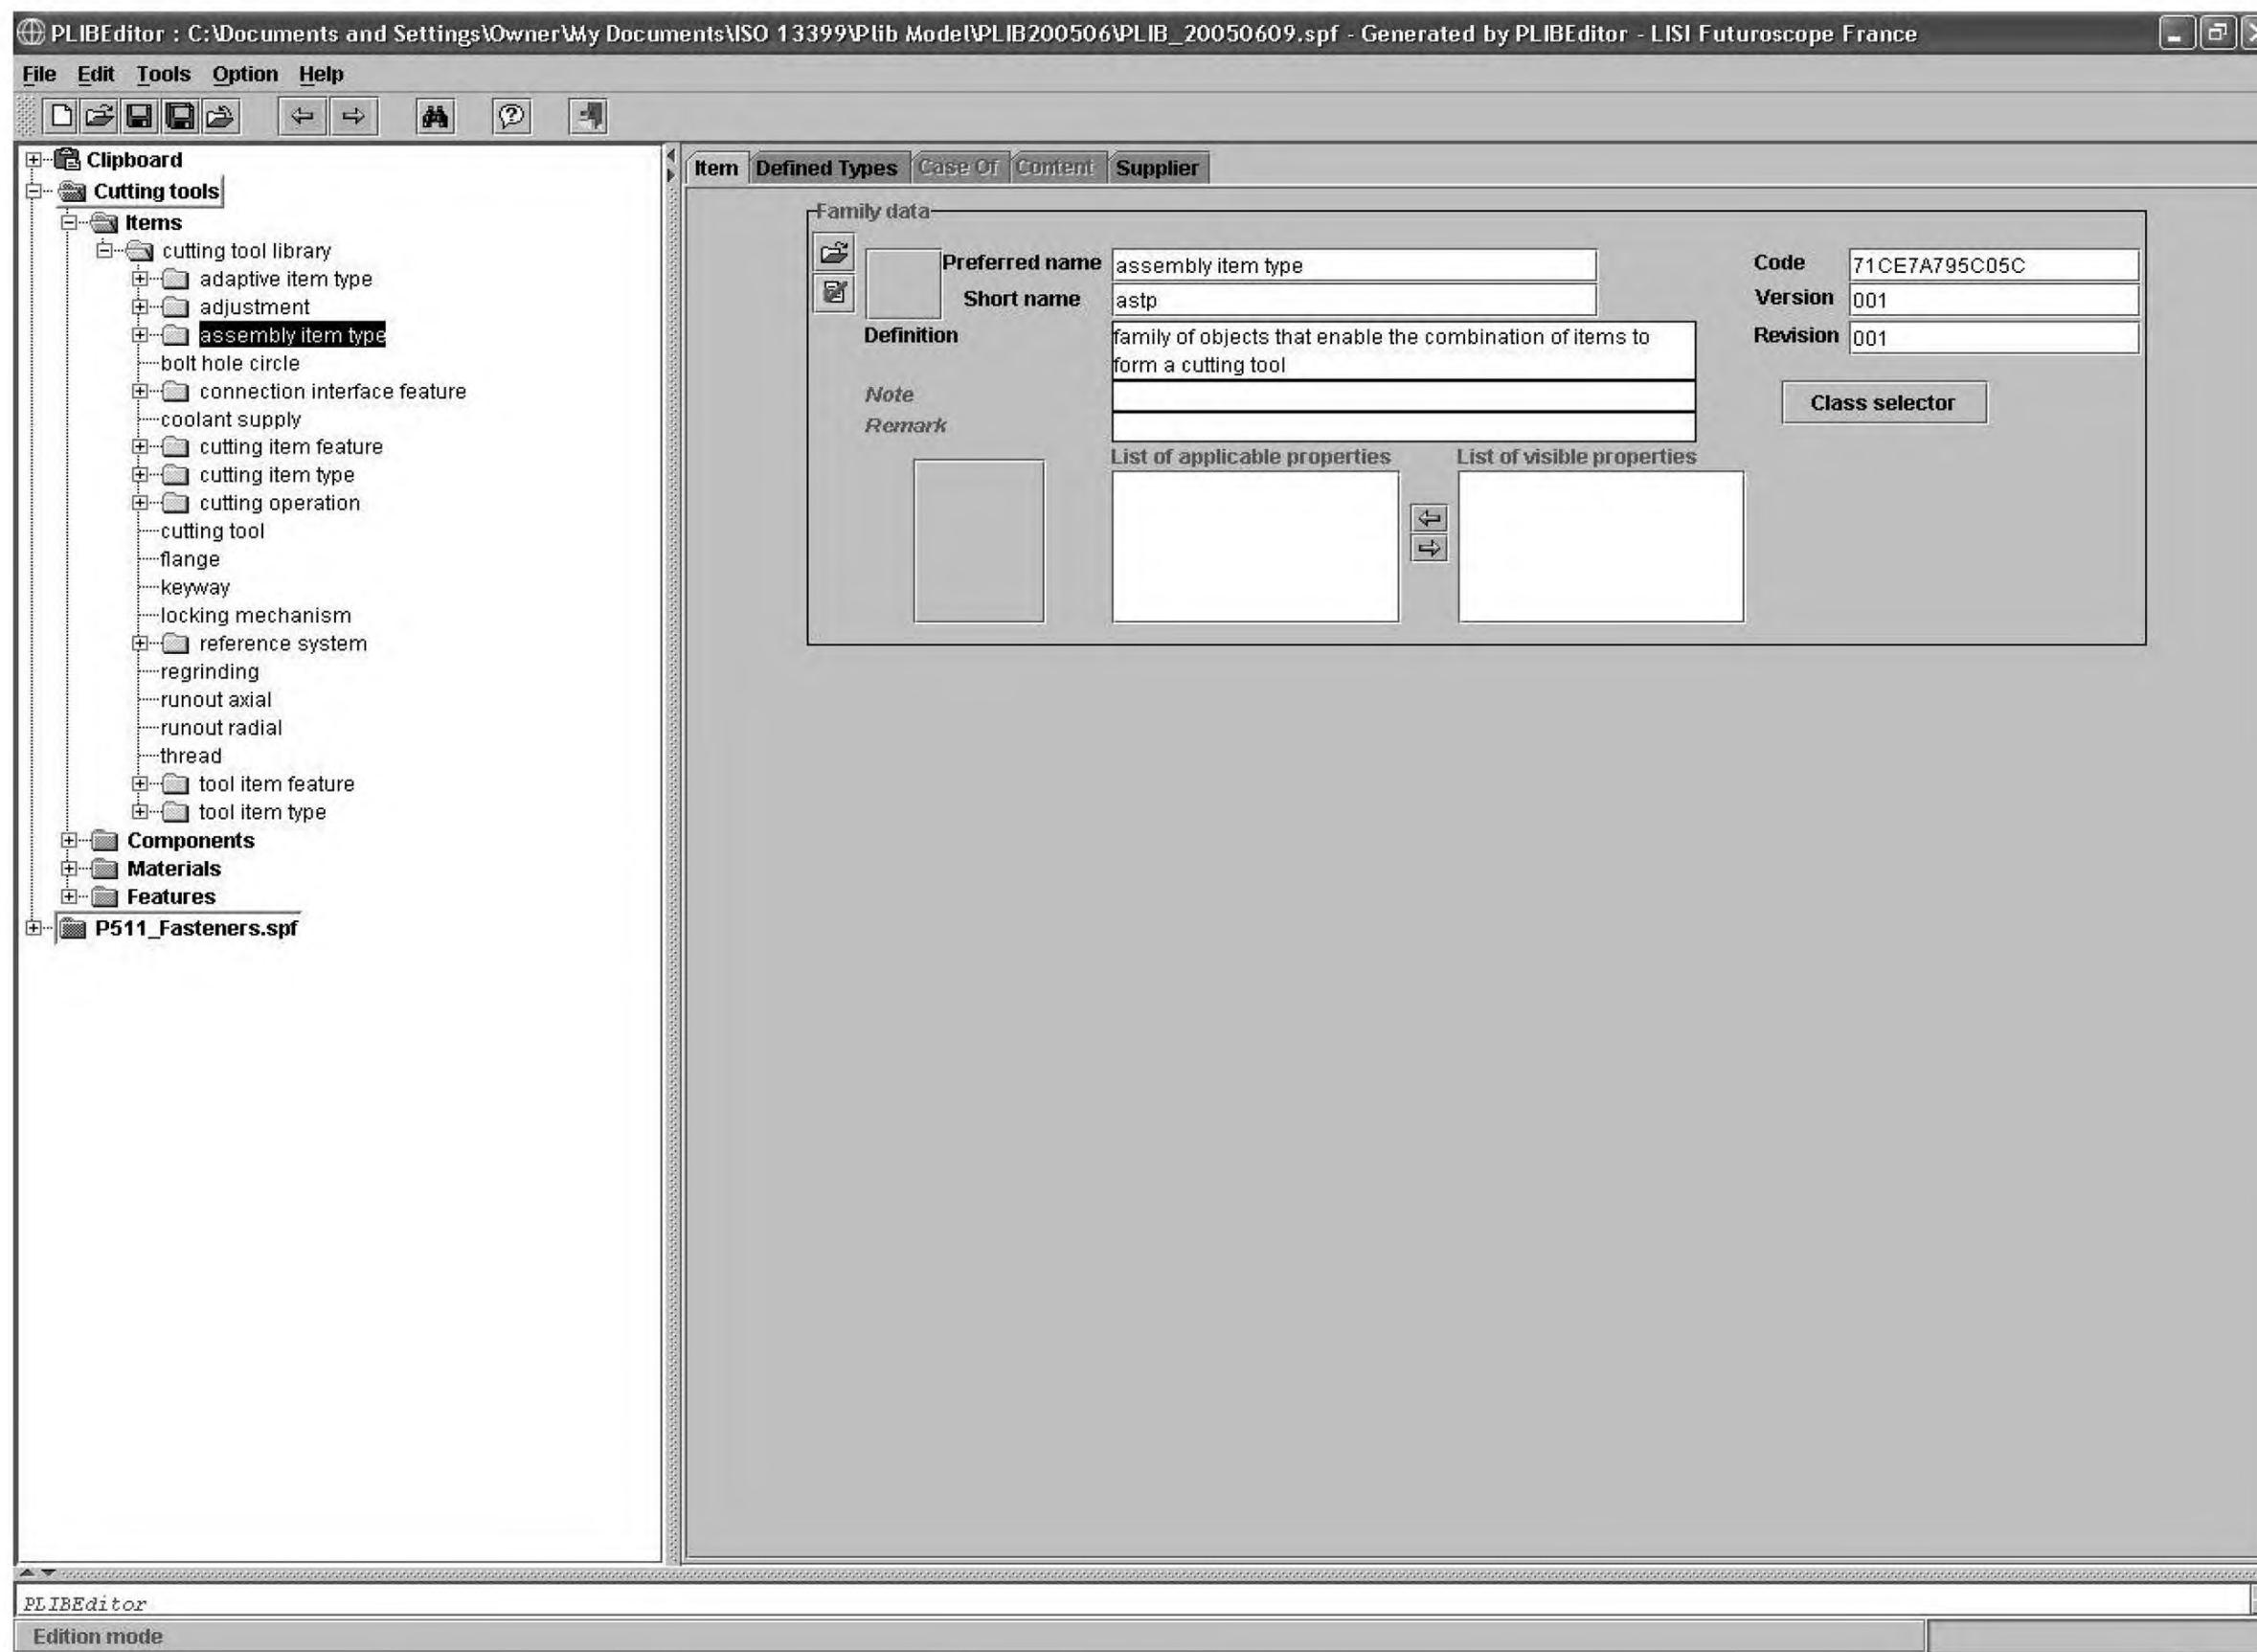 PLIBEditor : C:\Documents and Settings\Owner\My Documents\ISO 13399\Plib Model\PLIB200506\PLIB_20050609.spf - Generated by PLIBEditor - LISI Futuroscope France
File Edit Tools Option Help
Clipboard
Cutting tools
Items
cutting tool library
adaptive item type
adjustment
assembly item type
bolt hole circle
connection interface feature
coolant supply
cutting item feature
cutting item type
cutting operation
cutting tool
flange
keyway
locking mechanism
reference system
regrinding
runout axial
runout radial
thread
tool item feature
tool item type
Components
Materials
Features
P511_Fasteners.spf
Item Defined Types Case Of Content Supplier
Family data
Preferred name assembly item type Code 71CE7A795C05C
Short name astp Version 001
Definition family of objects that enable the combination of items to Revision 001
form a cutting tool
Note
Class selector
Remark
List of applicable properties List of visible properties
PLIBEditor
Edition mode